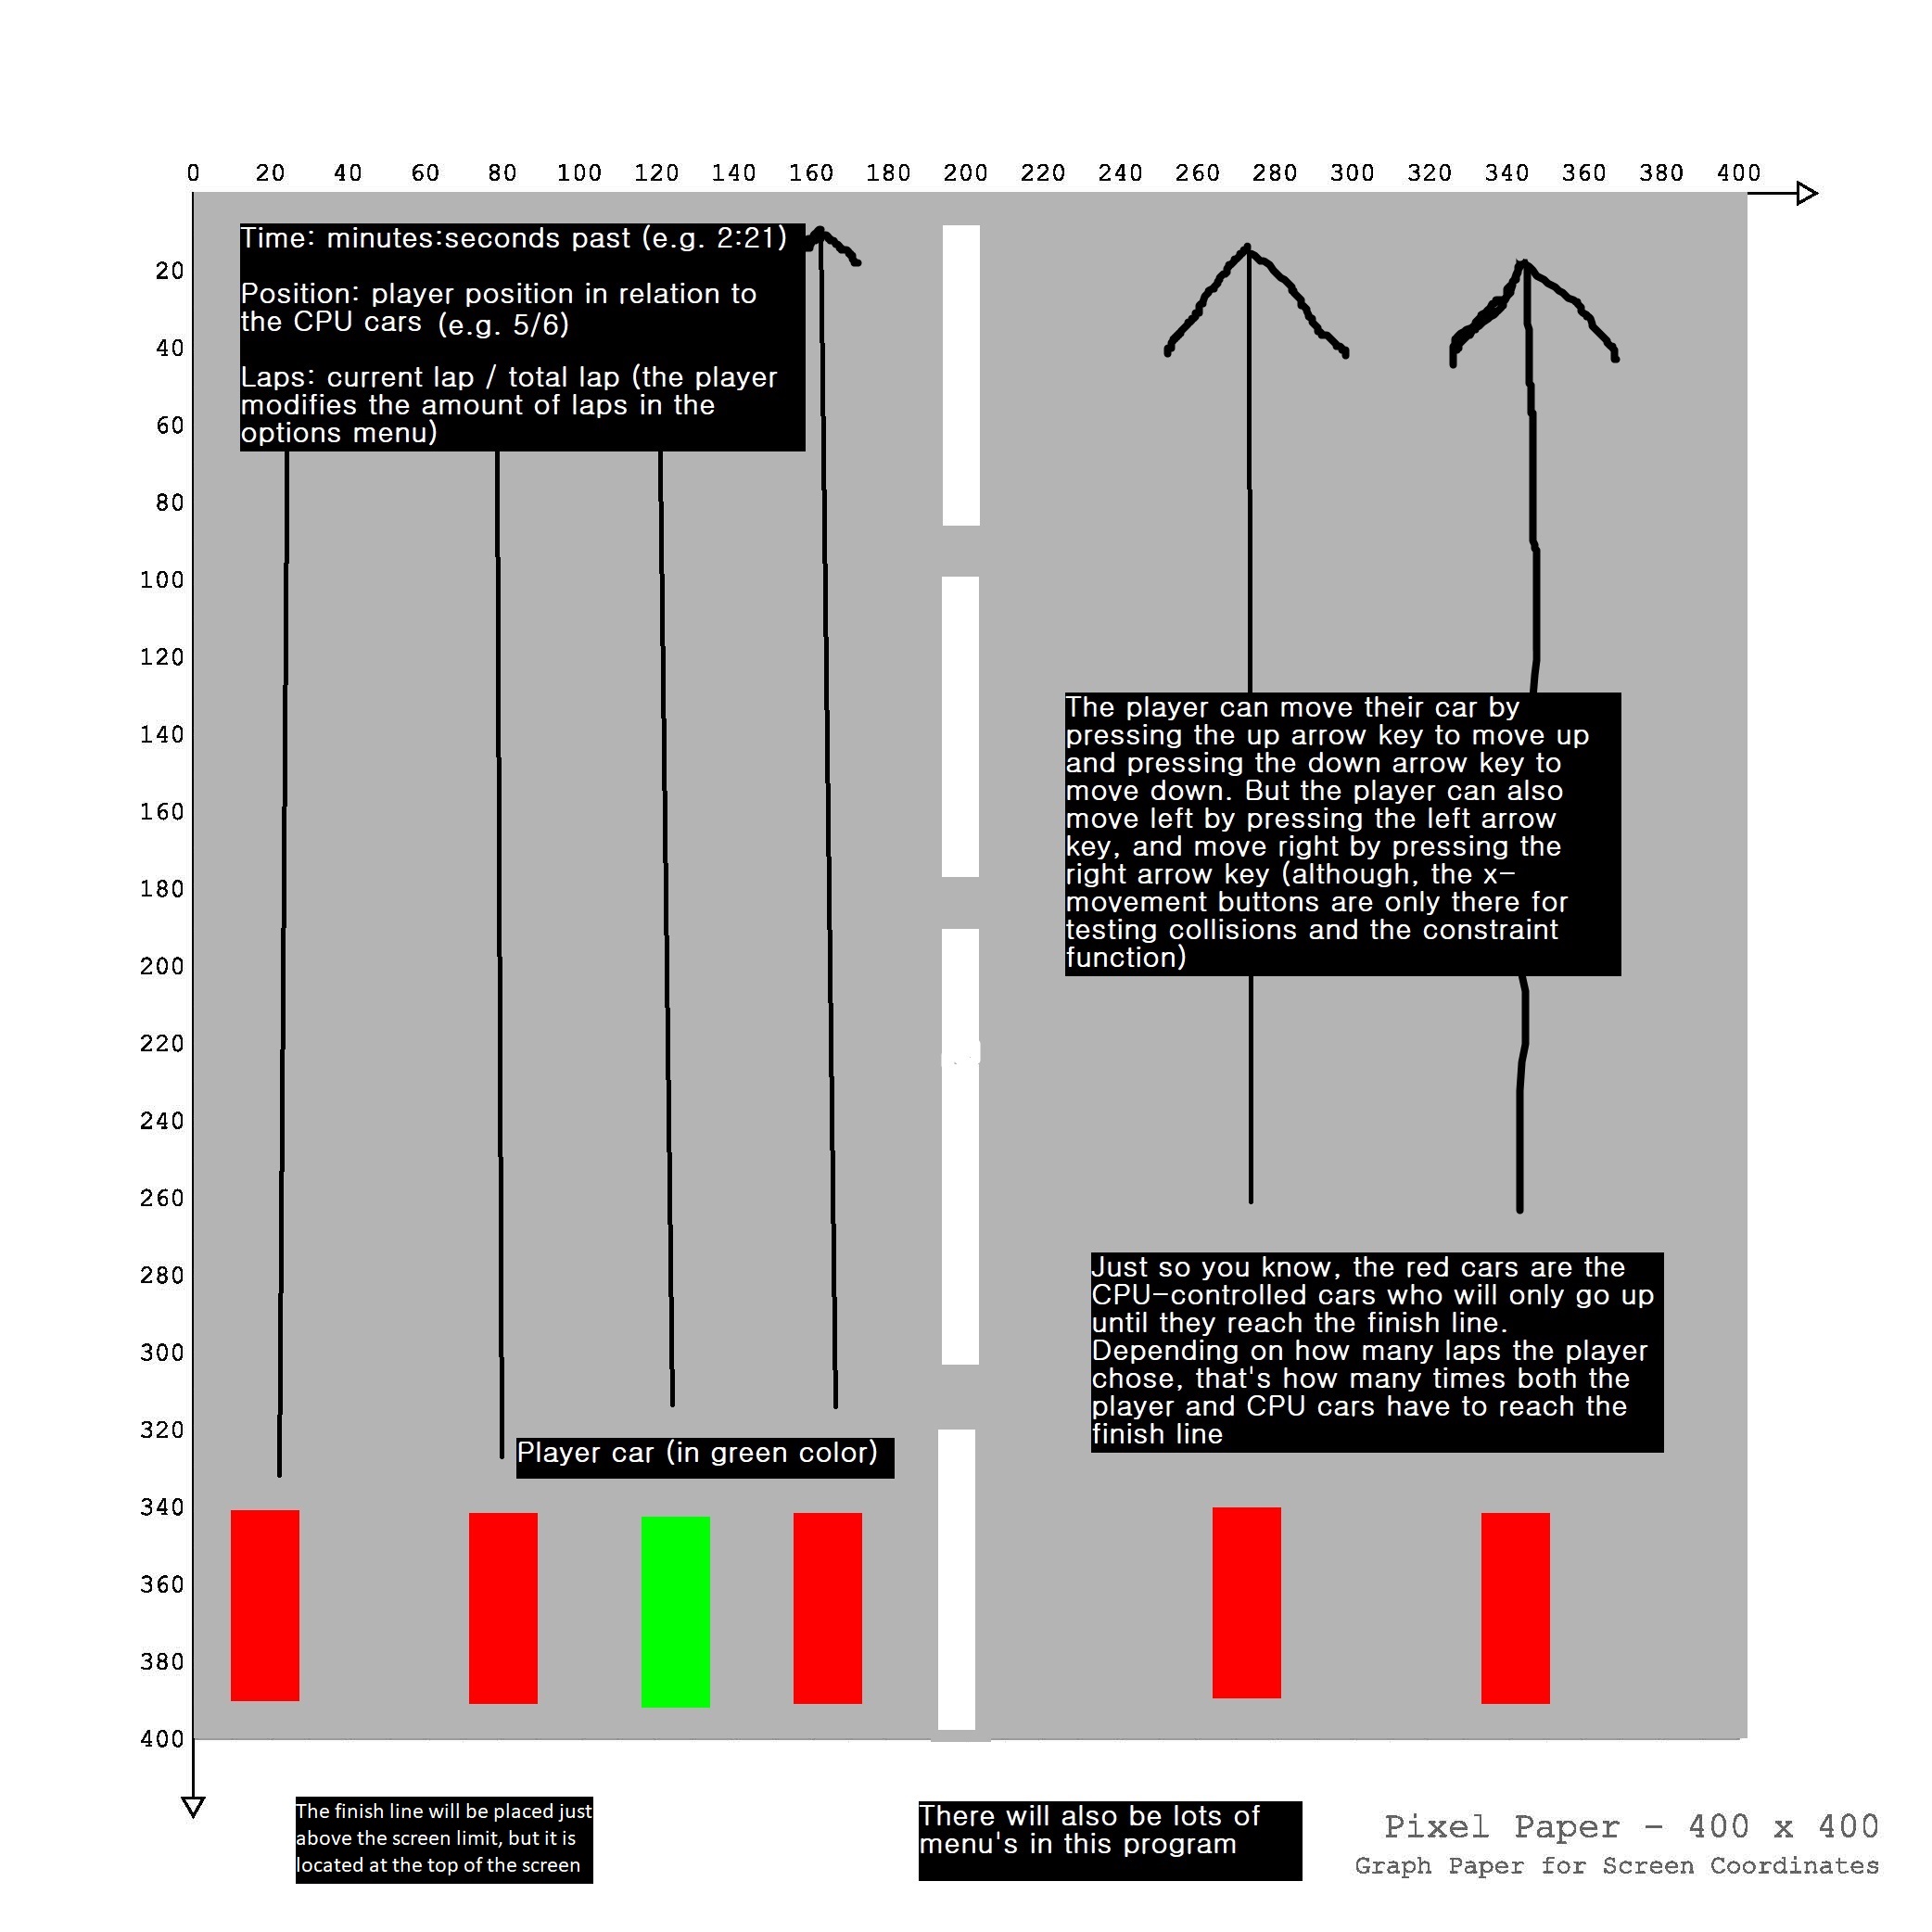 0 20 40 60 80 100 120 140 160 180 200 220 240 260 280 300 320 340 360 380 400
Time: minutes:seconds past (e.g. 2:21)
20
Position: player position in relation to
the CPU cars (e.g. 5/6)
40
Laps: current lap / total lap (the player
modifies the amount of laps in the
options menu)
60
80
100
120
The player can move their car by
pressing the up arrow key to move up
and pressing the down arrow key to
move down. But the player can also
move left by pressing the left arrow
key, and move right by pressing the
right arrow key (although, the x-
movement buttons are only there for
testing collisions and the constraint
function)
140
160
180
200
220
240
260
Just so you know, the red cars are the
CPU-controlled cars who will only go up
until they reach the finish line.
Depending on how many laps the player
chose, that's how many times both the
player and CPU cars have to reach the
finish line
280
300
320
Player car (in green color)
340
360
380
400
The finish line will be placed just
above the screen limit, but it is
located at the top of the screen
There will also be lots of
menu's in this program
Pixel Paper - 400 x 400
Graph Paper for Screen Coordinates